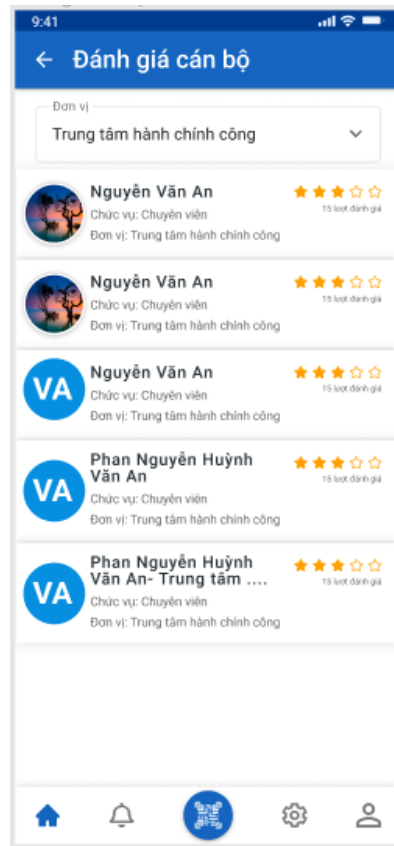 9:41
Đánh giá cán bộ
Đơn vị
Trung tâm hành chính công
Nguyễn Văn An
Chức vụ: Chuyên viên
Đơn vị: Trung tâm hành chính công
15 lượt đánh giá
Nguyễn Văn An
Chức vụ: Chuyên viên
Đơn vị: Trung tâm hành chính công
15 lượt đánh giá
VA
Nguyễn Văn An
Chức vụ: Chuyên viên
Đơn vị: Trung tâm hành chính công
15 lượt đánh giá
VA
Phan Nguyễn Huỳnh
Văn An
Chức vụ: Chuyên viên
Đơn vị: Trung tâm hành chính công
15 lượt đánh giá
VA
Phan Nguyễn Huỳnh
Văn An- Trung tâm ....
Chức vụ: Chuyên viên
Đơn vị: Trung tâm hành chính công
15 lượt đánh giá